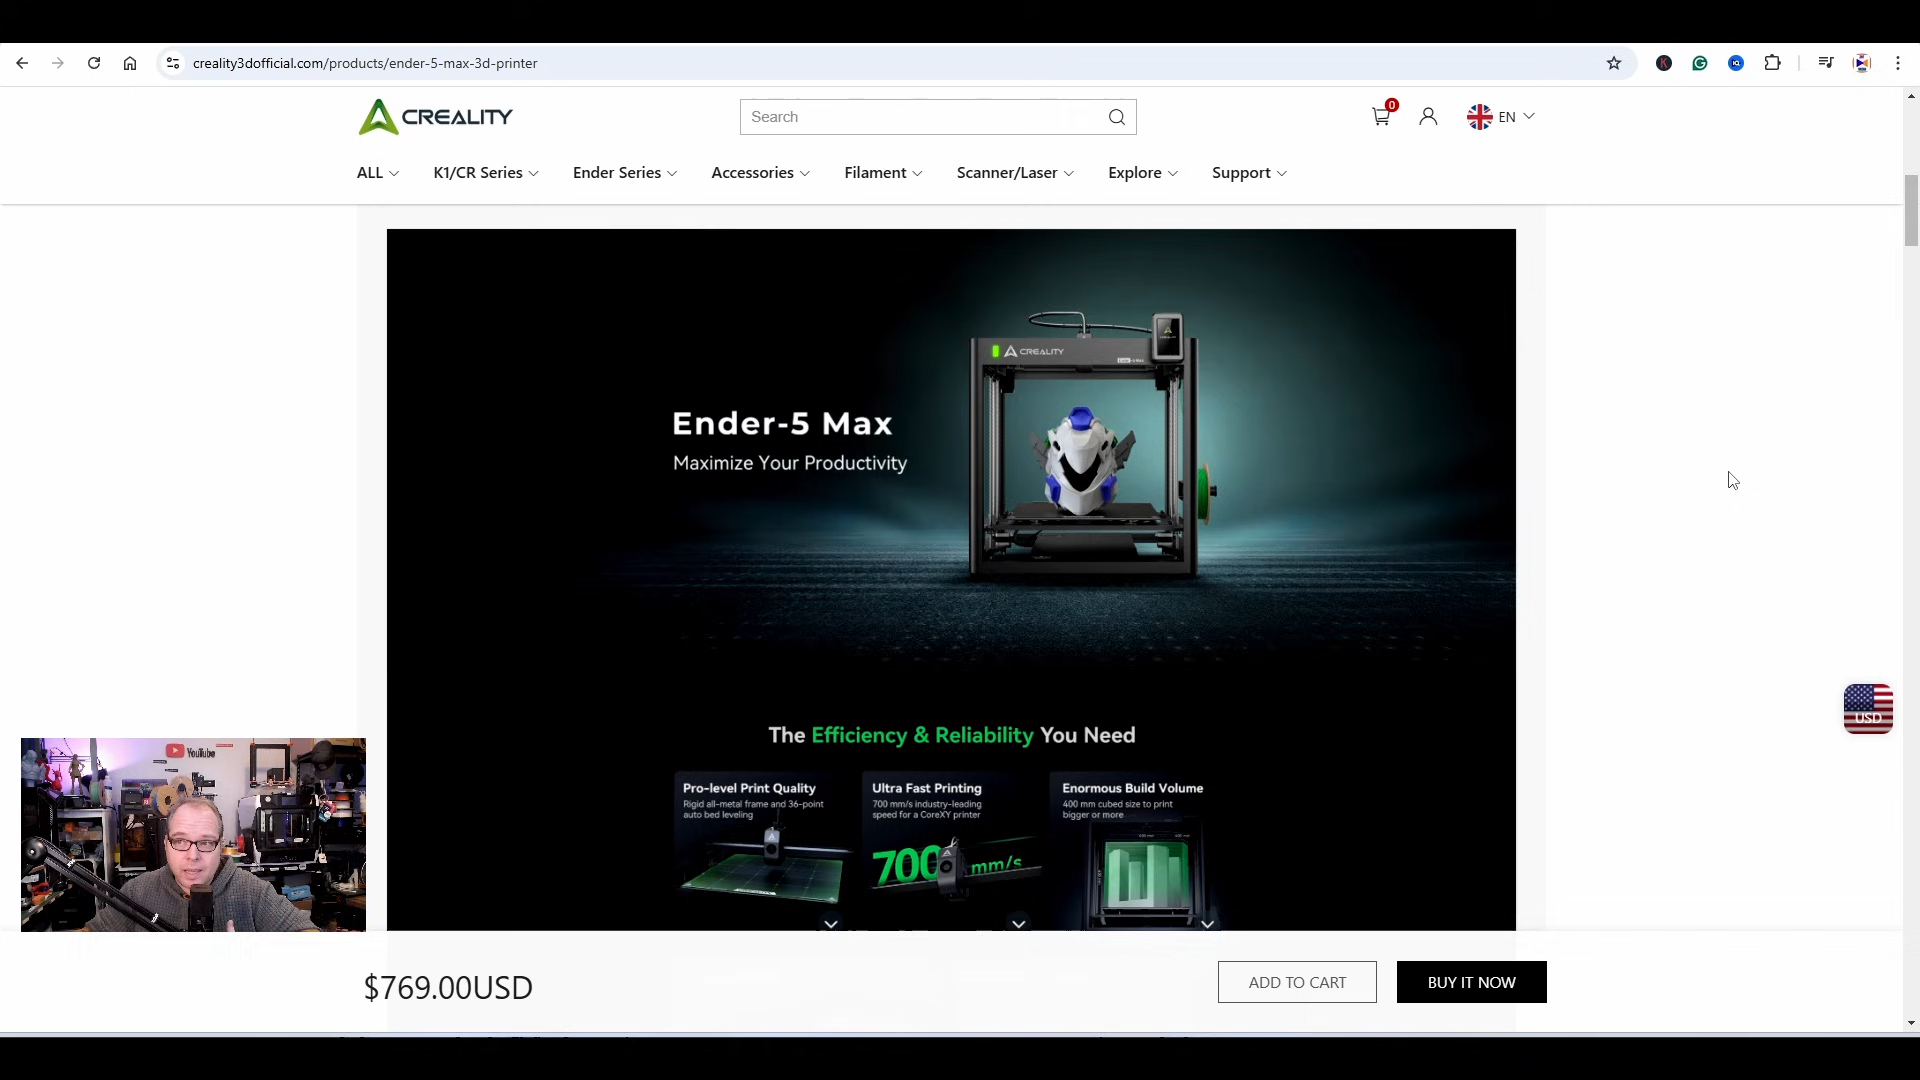 creality3dofficial.com/products/ender-5-max-3d-printer
CREALITY
Search
0
EN
ALL
K1/CR Series
Ender Series
Accessories
Filament
Scanner/Laser
Explore
Support
CREALITY
Ender-5 Max
Maximize Your Productivity
The Efficiency & Reliability You Need
Pro-level Print Quality
Rigid all-metal frame and 36-point
auto bed leveling
Ultra Fast Printing
700 mm/s industry-leading
speed for a CoreXY printer
700 mm/s
Enormous Build Volume
400 mm cubed size to print
bigger or more
USD
YouTube
$769.00USD
ADD TO CART
BUY IT NOW